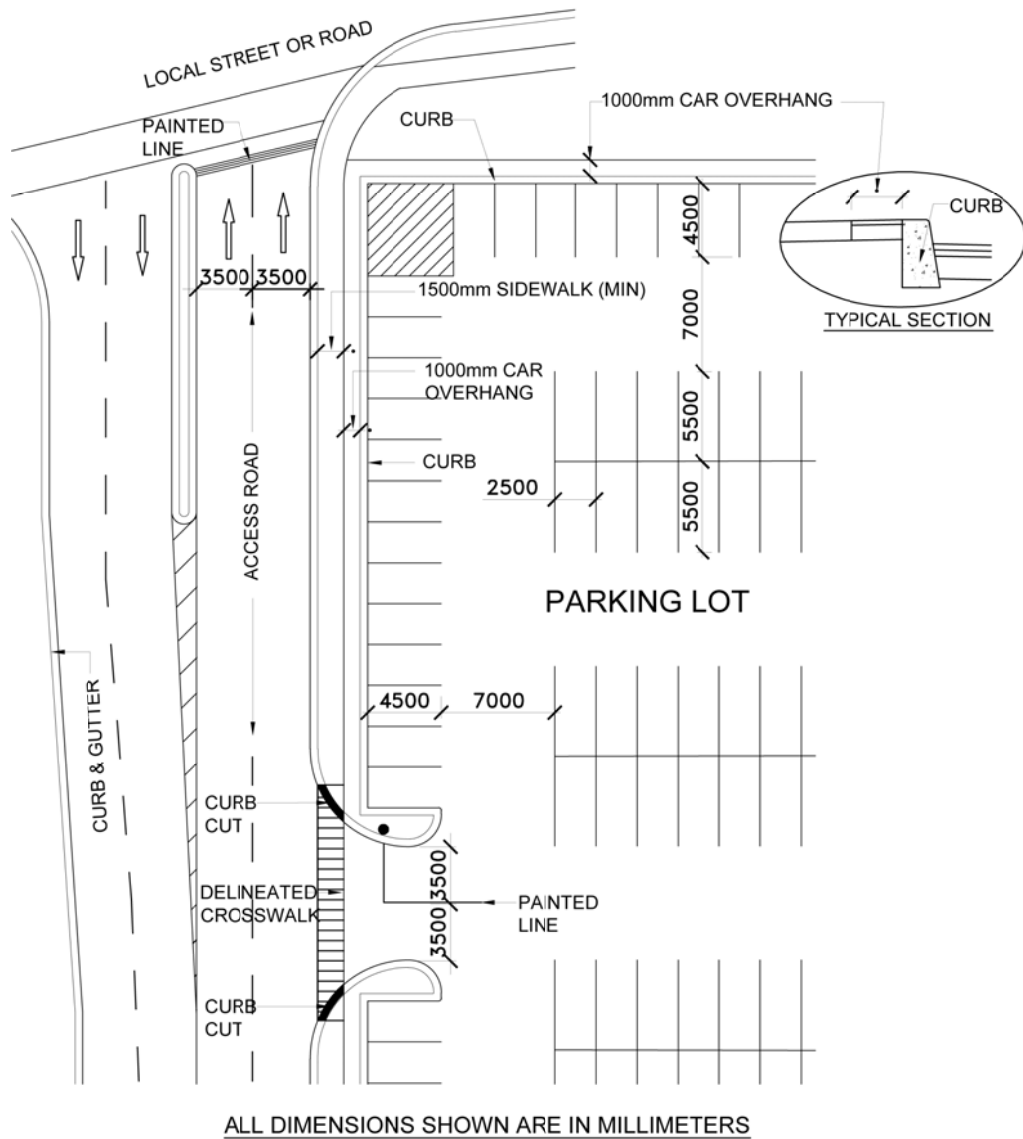 LOCAL STREET OR ROAD
PAINTED
LINE
CURB
1000mm CAR OVERHANG
CURB
TYPICAL SECTION
4500
7000
5500
5500
3500
3500
1500mm SIDEWALK (MIN)
1000mm CAR
OVERHANG
CURB
2500
ACCESS ROAD
PARKING LOT
4500
7000
CURB & GUTTER
CURB
CUT
DELINEATED
CROSSWALK
3500
3500
PAINTED
LINE
CURB
CUT
ALL DIMENSIONS SHOWN ARE IN MILLIMETERS